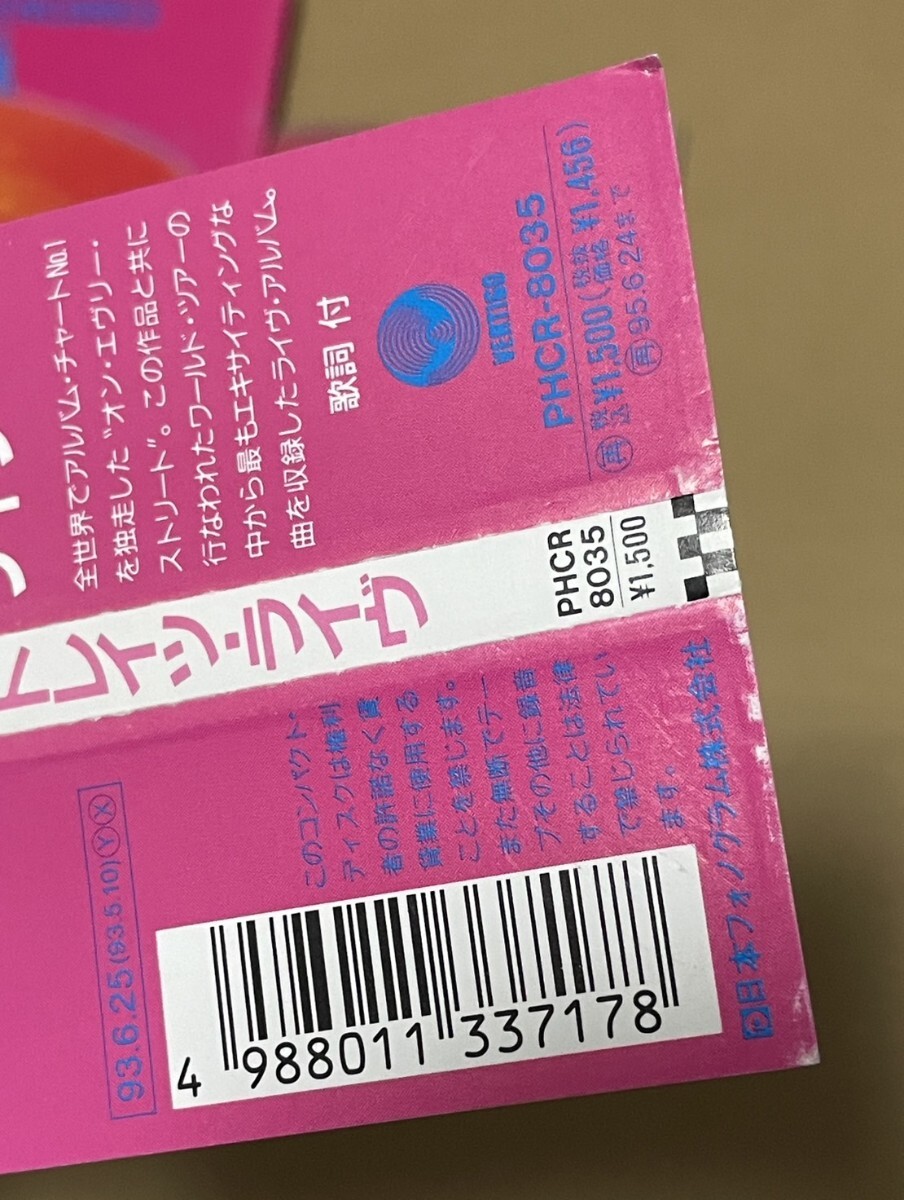 全世界でアルバム・チャートNo.1
を独走した“オン・エヴリー・
ストリート”。この作品と共に
行なわれたワールド・ツアーの
中から最もエキサイティングな
曲を収録したライヴ・アルバム。
歌詞付
VERTIGO
PHCR-8035
再 税込 ¥1,500(税抜価格 ¥1,456)
再 95.6.24まで
トレイツ・ライヴ
PHCR
8035
¥1,500
93.6.25(93.5.10)ⓎⓍ
このコンパクト・
ディスクは権利
者の許諾なく賃
貸業に使用する
ことを禁じます。
また無断でテー
プその他に録音
することは法律
で禁じられてい
ます。
4 988011 337178
日本フォノグラム株式会社